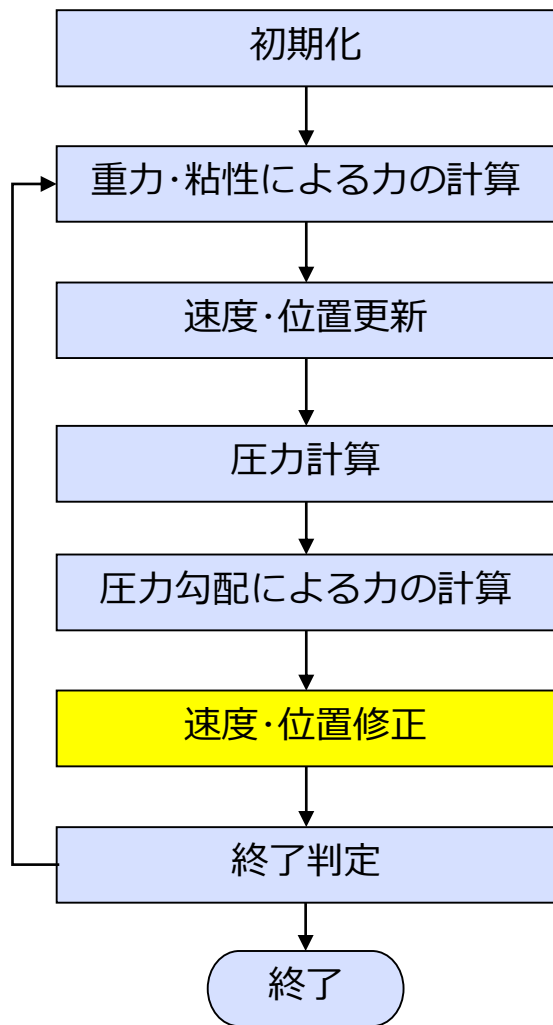 初期化
重力･粘性による力の計算
速度･位置更新
圧力計算
圧力勾配による力の計算
速度･位置修正
終了判定
終了